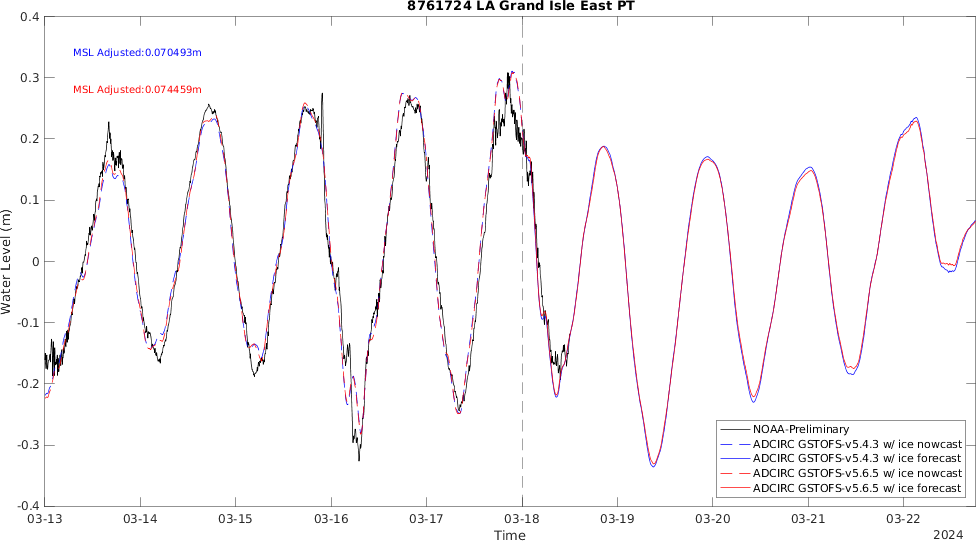 8761724 LA Grand Isle East PT
MSL Adjusted:0.070493m
MSL Adjusted:0.074459m
Water Level (m)
0.4
0.3
0.2
0.1
0
-0.1
-0.2
-0.3
-0.4
NOAA-Preliminary
ADCIRC GSTOFS-v5.4.3 w/ ice nowcast
ADCIRC GSTOFS-v5.4.3 w/ ice forecast
ADCIRC GSTOFS-v5.6.5 w/ ice nowcast
ADCIRC GSTOFS-v5.6.5 w/ ice forecast
03-13 03-14 03-15 03-16 03-17 03-18 03-19 03-20 03-21 03-22
Time
2024